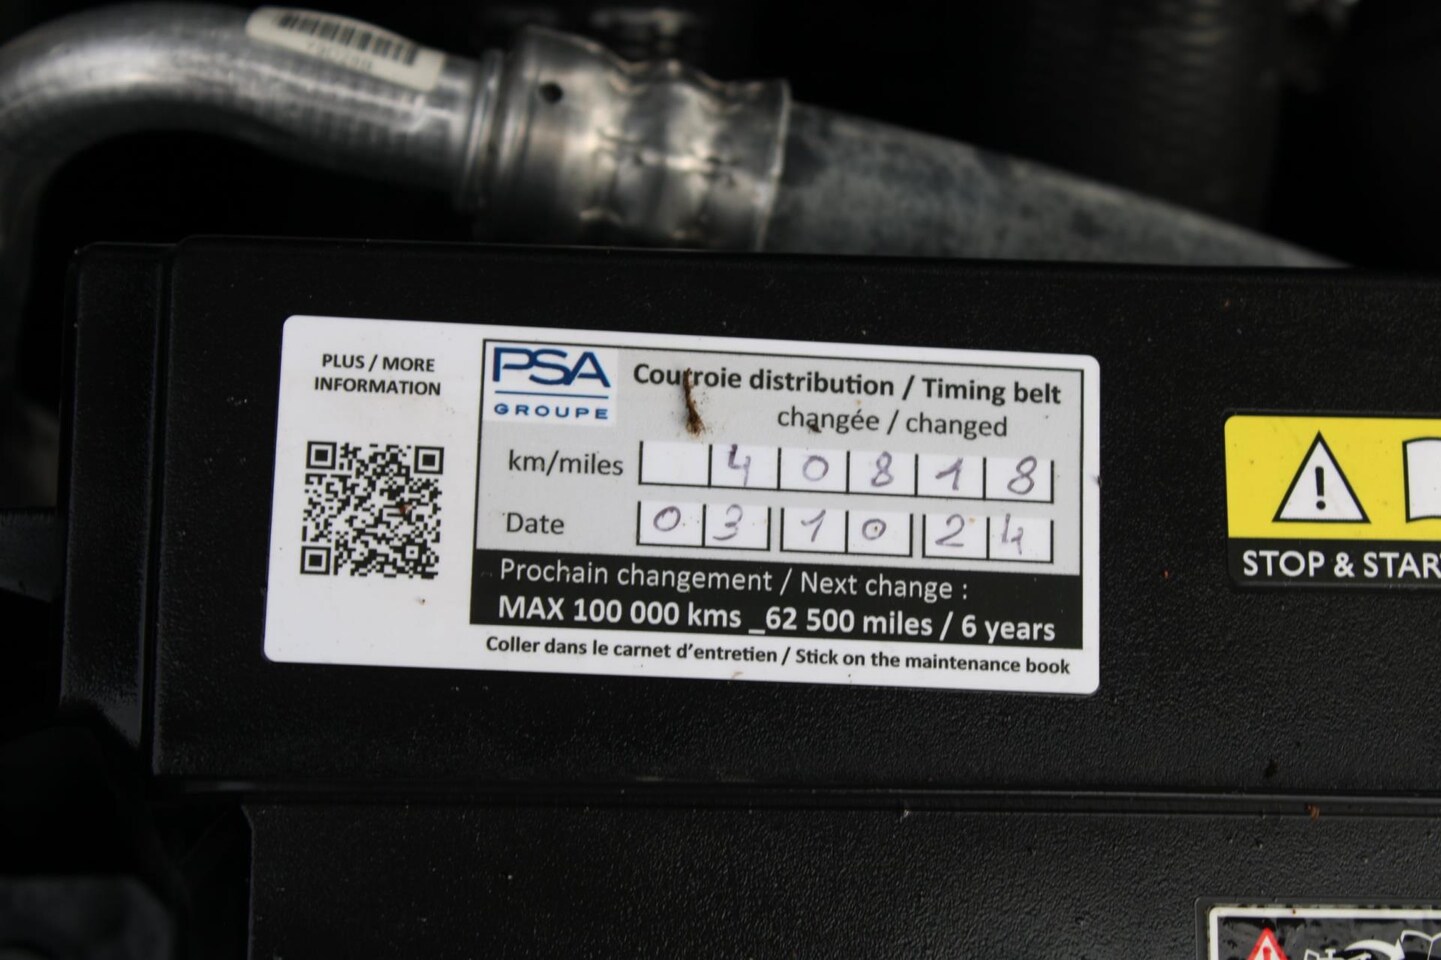 PLUS / MORE
INFORMATION
PSA
GROUPE
Courroie distribution / Timing belt
changée / changed
km/miles 4 0 8 1 8
Date 0 3 1 0 2 4
Prochain changement / Next change :
MAX 100 000 kms _62 500 miles / 6 years
Coller dans le carnet d'entretien / Stick on the maintenance book
STOP & START